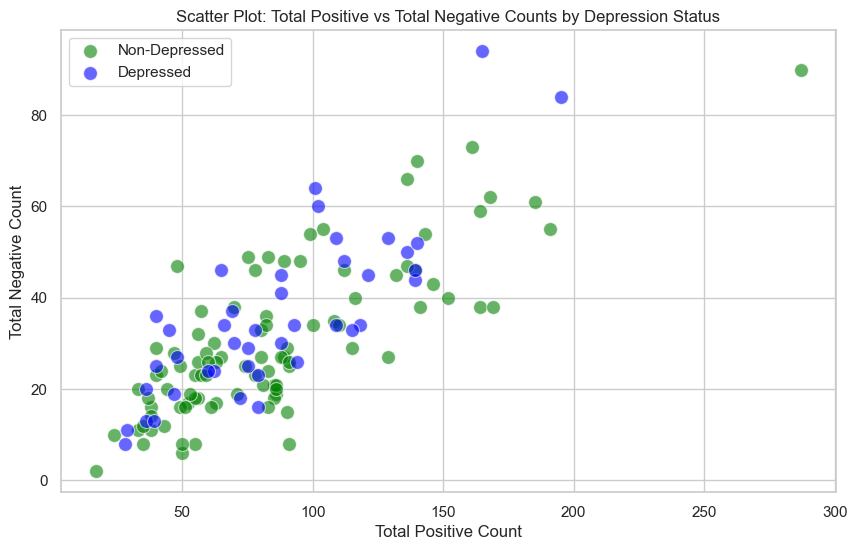 Scatter Plot: Total Positive vs Total Negative Counts by Depression Status
Non-Depressed
Depressed
Total Negative Count
80
60
40
20
0
50
100
150
200
250
300
Total Positive Count